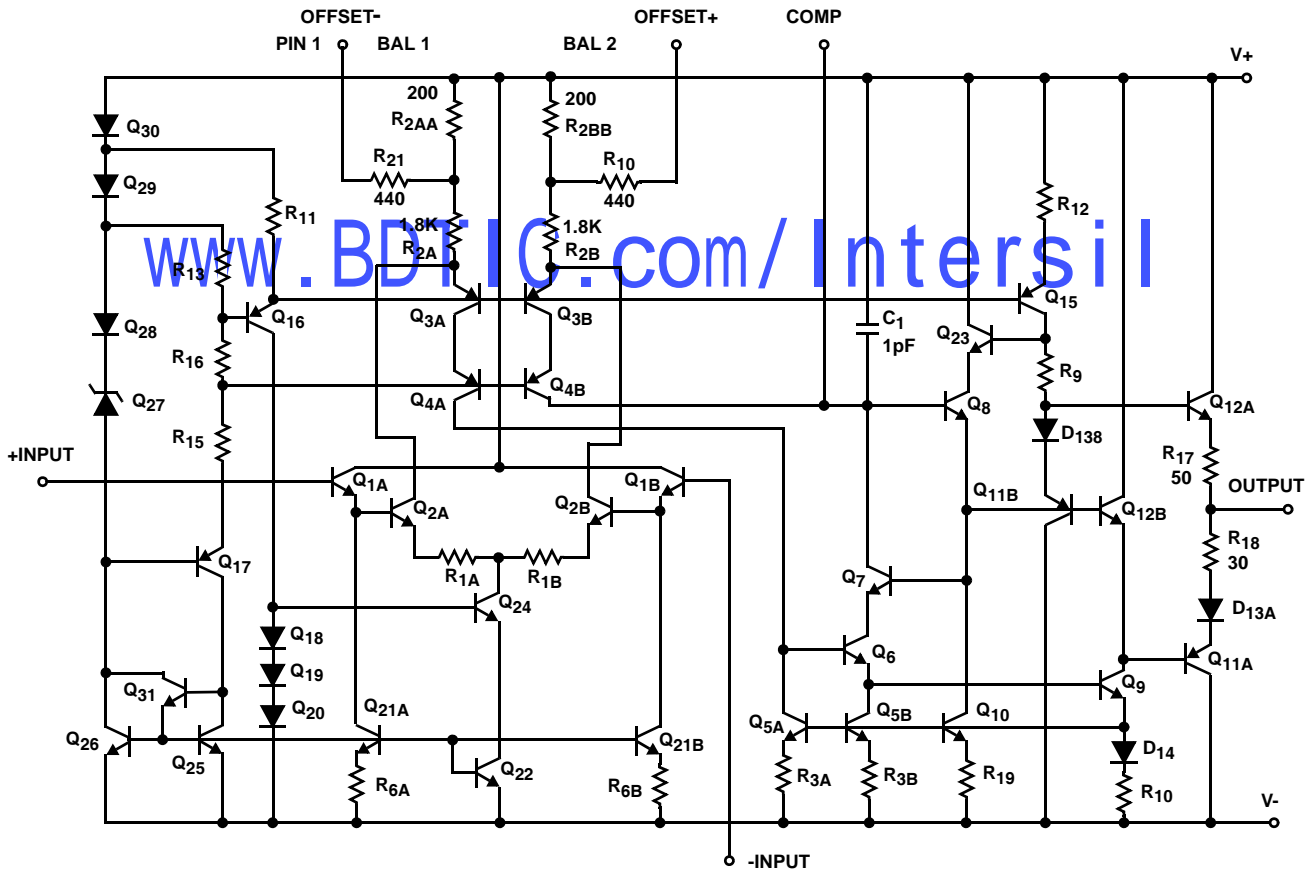 OFFSET- OFFSET+ COMP
PIN 1 BAL 1 BAL 2
V+
200 200
Q30 R2AA R2BB
R21 R10
Q29 440 440
R11 1.8K 1.8K R12
R2A R2B
www.BDTIC.com/Intersil
R13
Q16 Q3A Q3B Q15
Q28 C1 Q23
1pF
R16 R9
Q27 Q4A Q4B Q8 Q12A
R15 D138
+INPUT R17
50
Q1A Q1B OUTPUT
Q2A Q2B Q11B Q12B
R18
30
Q17 R1A R1B Q7
Q24 D13A
Q18
Q6 Q11A
Q19 Q9
Q31
Q20 Q21A Q5A Q5B Q10
Q26 Q21B
Q25 Q22 D14
R6A R6B R3A R3B R19
R10
V-
-INPUT